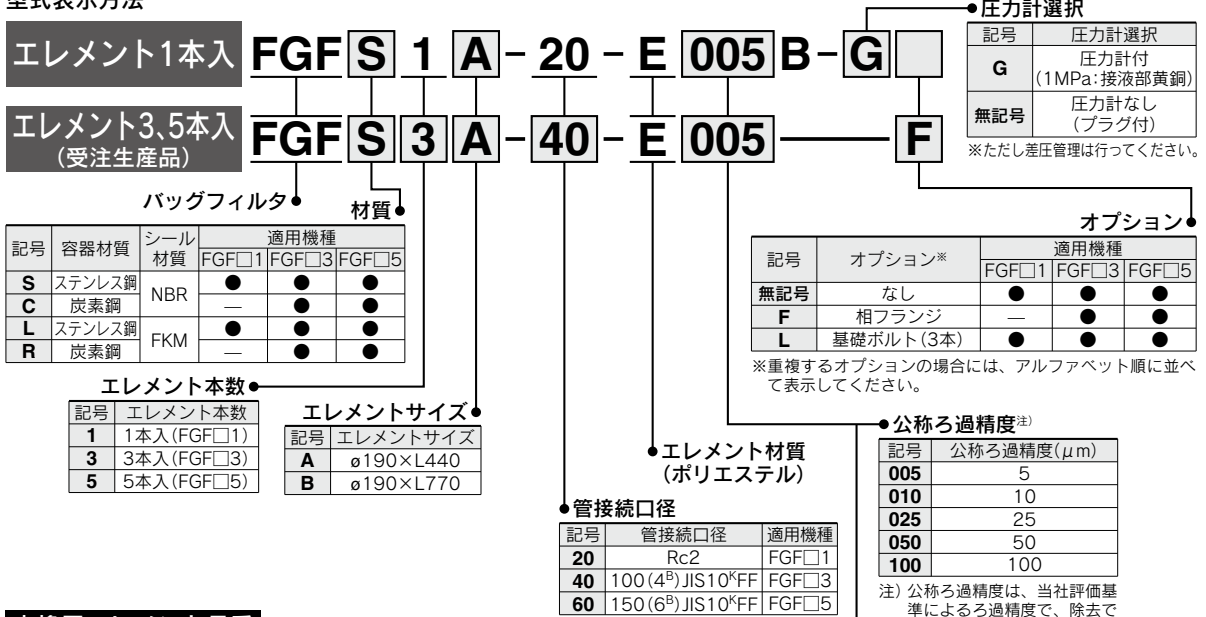 型式表示方法
エレメント1本入 FGF S 1 A - 20 - E 005 B - G
エレメント3、5本入
(受注生産品)
FGF S 3 A - 40 - E 005 F
圧力計選択
記号 圧力計選択
G 圧力計付
(1MPa:接液部黄銅)
無記号 圧力計なし
(プラグ付)
※ただし差圧管理は行ってください。
バッグフィルタ
材質
記号 容器材質 シール材質 適用機種
FGF□1 FGF□3 FGF□5
S ステンレス鋼 NBR ● ● ●
C 炭素鋼 — ● ●
L ステンレス鋼 FKM ● ● ●
R 炭素鋼 — ● ●
オプション
記号 オプション※ 適用機種
FGF□1 FGF□3 FGF□5
無記号 なし ● ● ●
F 相フランジ — ● ●
L 基礎ボルト(3本) ● ● ●
※重複するオプションの場合には、アルファベット順に並べ
て表示してください。
エレメント本数
記号 エレメント本数
1 1本入(FGF□1)
3 3本入(FGF□3)
5 5本入(FGF□5)
エレメントサイズ
記号 エレメントサイズ
A ø190×L440
B ø190×L770
エレメント材質
(ポリエステル)
管接続口径
記号 管接続口径 適用機種
20 Rc2 FGF□1
40 100(4ᴮ)JIS10ᴷFF FGF□3
60 150(6ᴮ)JIS10ᴷFF FGF□5
公称ろ過精度注)
記号 公称ろ過精度(μm)
005 5
010 10
025 25
050 50
100 100
注)公称ろ過精度は、当社評価基
準によるろ過精度で、除去で